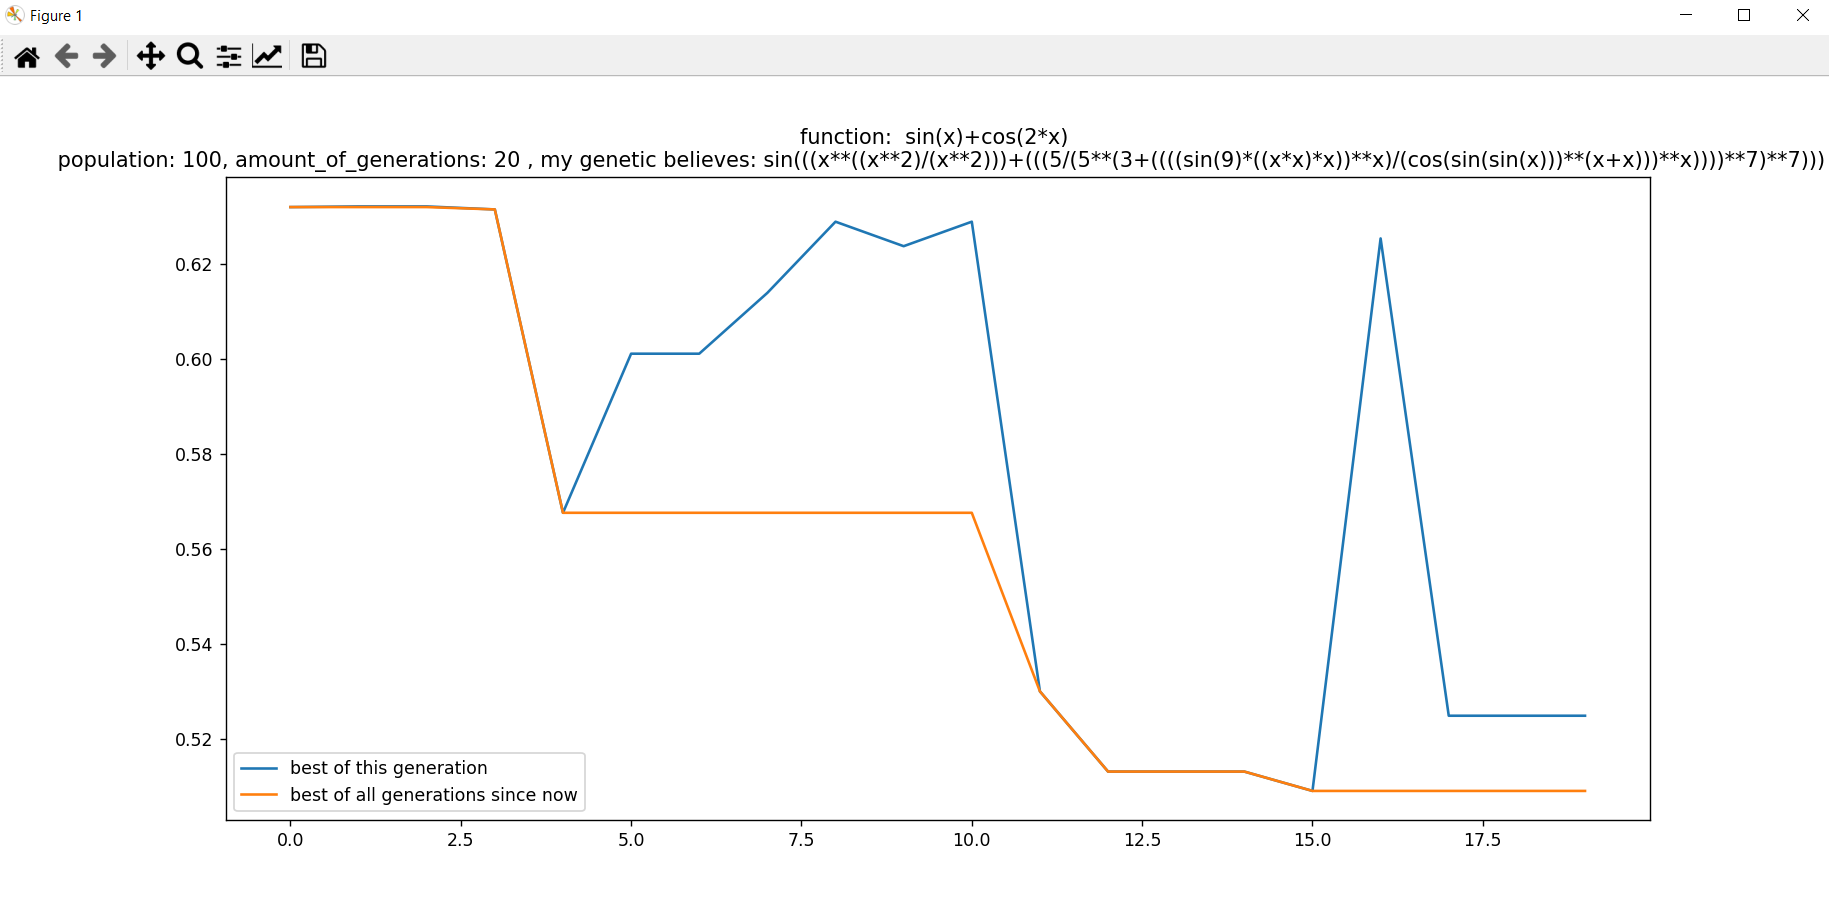 Figure 1
function:  sin(x)+cos(2*x)
population: 100, amount_of_generations: 20 , my genetic believes: sin(((x**((x**2)/(x**2)))+(((5/(5**(3+((((sin(9)*((x*x)*x))**x)/(cos(sin(sin(x)))**(x+x)))**x))))**7)**7)))
0.62
0.60
0.58
0.56
0.54
0.52
best of this generation
best of all generations since now
0.0 2.5 5.0 7.5 10.0 12.5 15.0 17.5